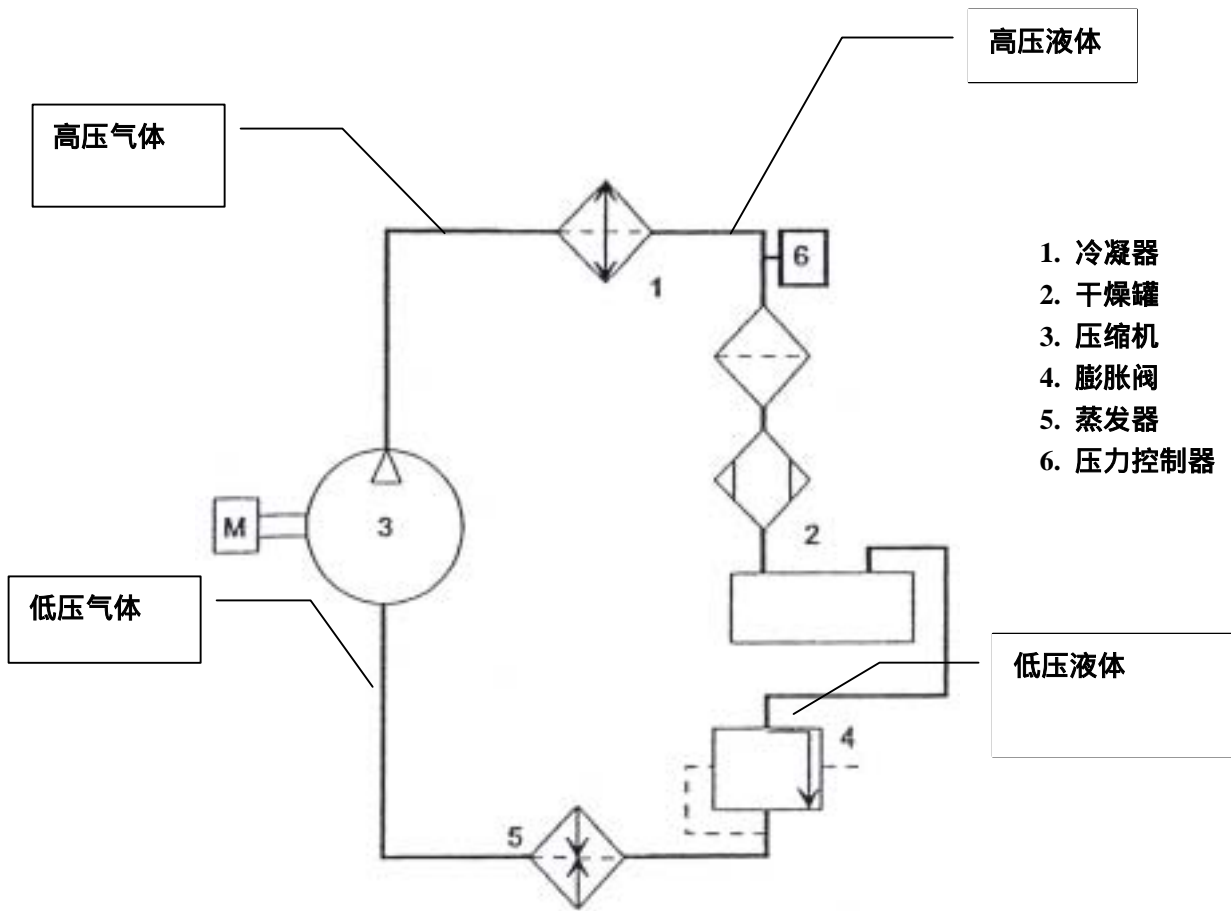 高压液体
高压气体
6
1
1. 冷凝器
2. 干燥罐
3. 压缩机
4. 膨胀阀
5. 蒸发器
6. 压力控制器
M
3
2
低压气体
低压液体
4
5